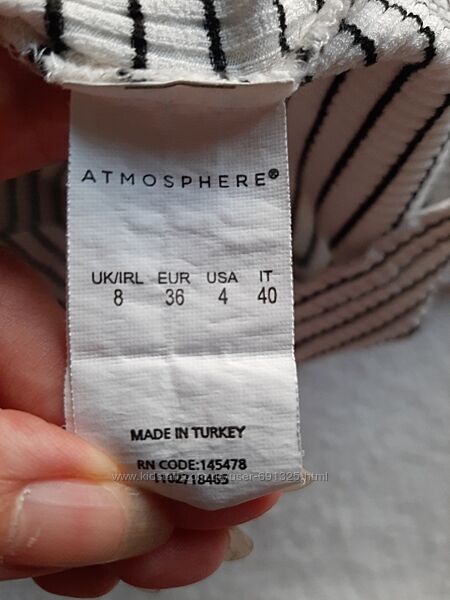 ATMOSPHERE®
UK/IRL EUR USA IT
8 36 4 40
MADE IN TURKEY
RN CODE:145478